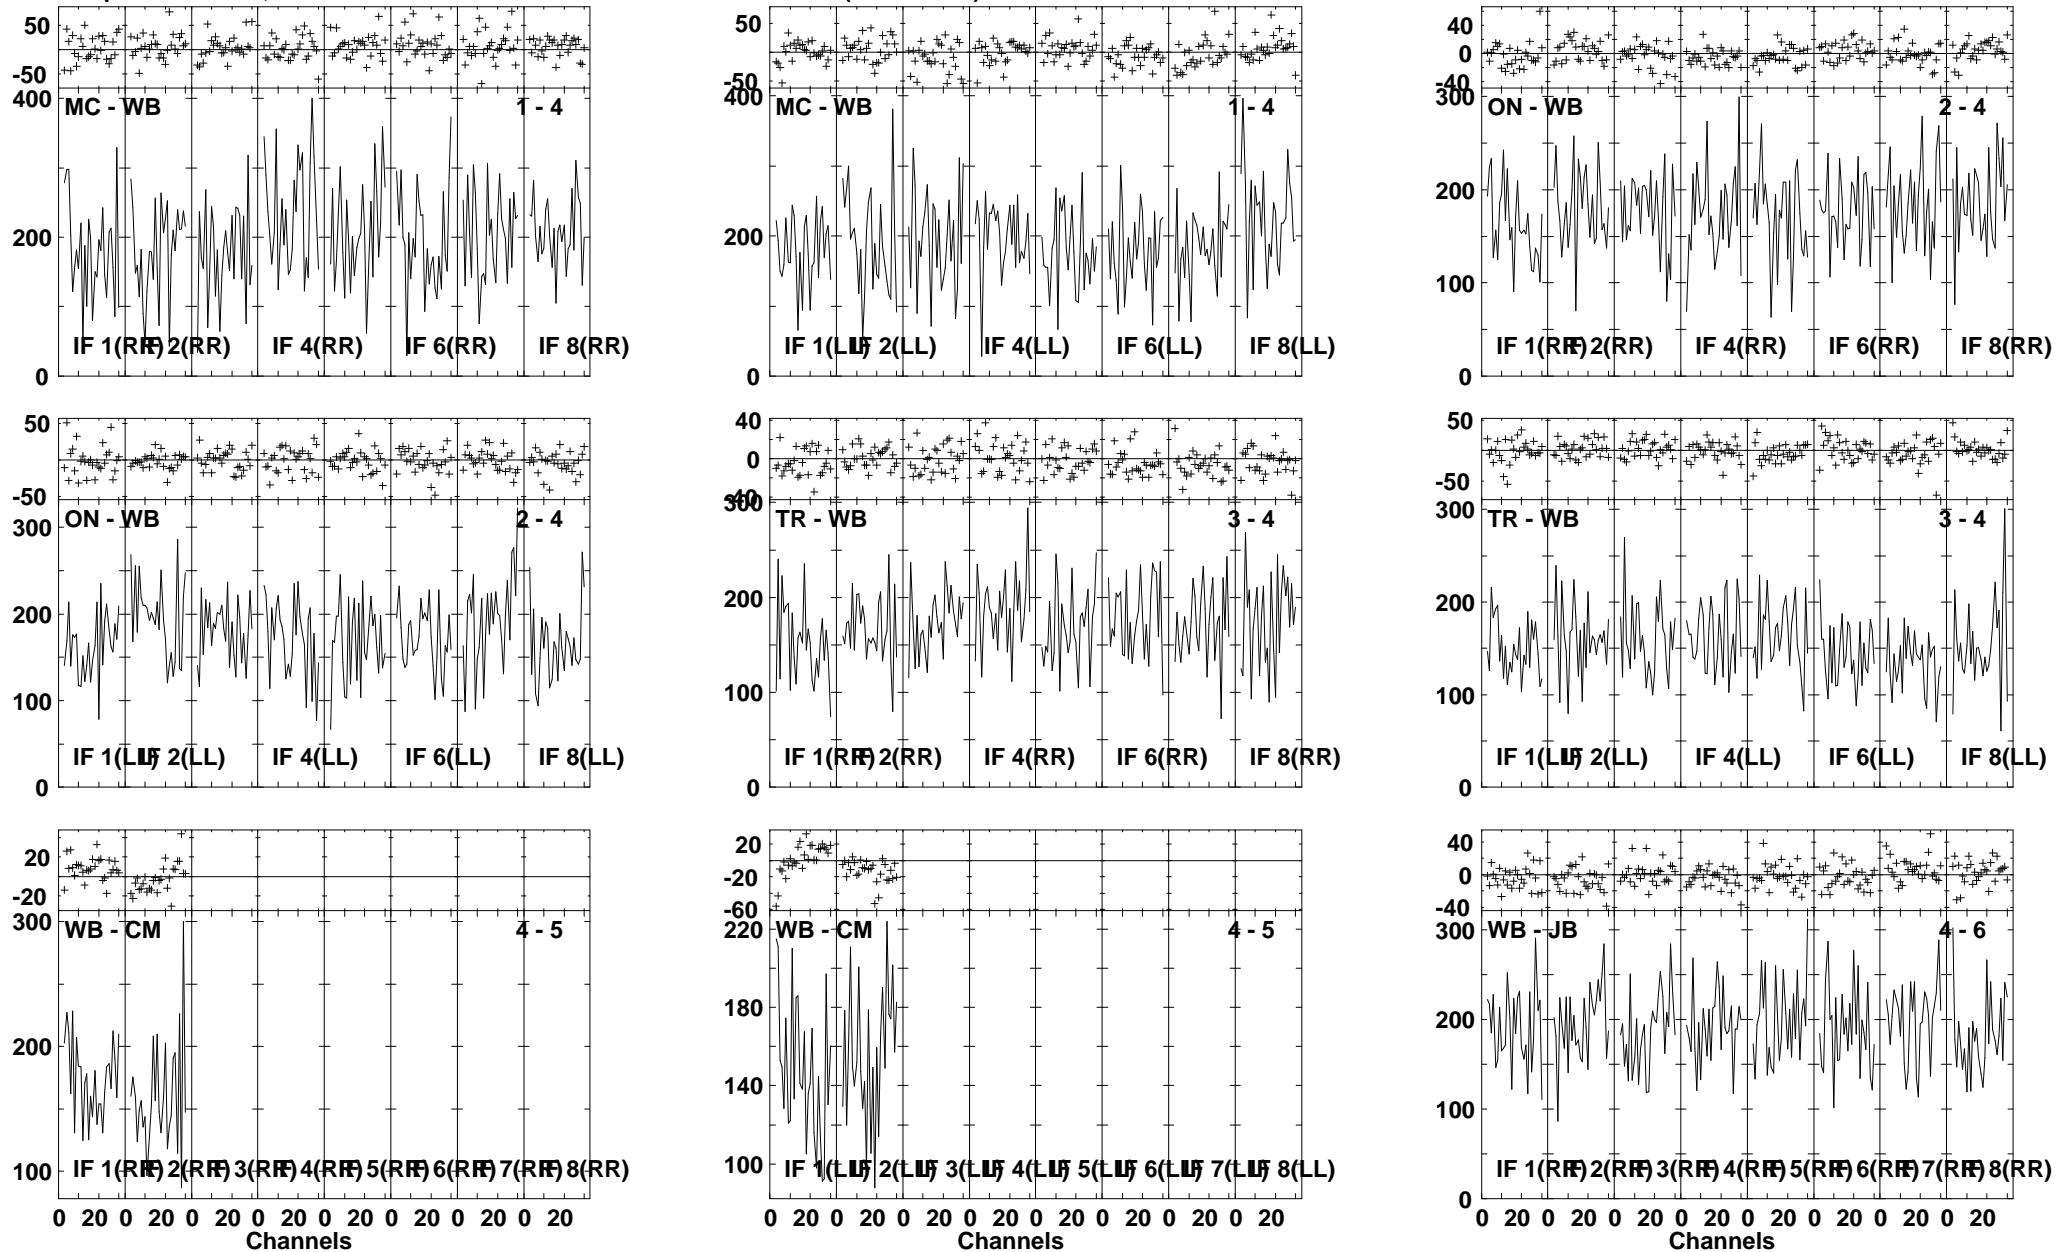 50
0
-50
400
MC - WB 1 - 4
200
IF 1(RR) IF 2(RR) IF 4(RR) IF 6(RR) IF 8(RR)
0
50
0
-50
400
MC - WB 1 - 4
200
IF 1(LL) IF 2(LL) IF 4(LL) IF 6(LL) IF 8(LL)
0
40
20
0
-40
300
ON - WB 2 - 4
200
100
IF 1(RR) IF 2(RR) IF 4(RR) IF 6(RR) IF 8(RR)
0
50
0
-50
300
ON - WB 2 - 4
200
100
IF 1(LL) IF 2(LL) IF 4(LL) IF 6(LL) IF 8(LL)
0
40
0
-40
300
TR - WB 3 - 4
200
100
IF 1(RR) IF 2(RR) IF 4(RR) IF 6(RR) IF 8(RR)
0
50
0
-50
300
TR - WB 3 - 4
200
100
IF 1(LL) IF 2(LL) IF 4(LL) IF 6(LL) IF 8(LL)
0
20
0
-20
300
WB - CM 4 - 5
200
100
IF 1(RR) IF 2(RR) IF 3(RR) IF 4(RR) IF 5(RR) IF 6(RR) IF 7(RR) IF 8(RR)
0 20 0 20 0 20 0 20 0 20 0 20 0 20 0 20
Channels
20
-20
-60
220
WB - CM 4 - 5
180
140
100
IF 1(LL) IF 2(LL) IF 3(LL) IF 4(LL) IF 5(LL) IF 6(LL) IF 7(LL) IF 8(LL)
0 20 0 20 0 20 0 20 0 20 0 20 0 20 0 20
Channels
40
0
-40
300
WB - JB 4 - 6
200
100
IF 1(RR) IF 2(RR) IF 3(RR) IF 4(RR) IF 5(RR) IF 6(RR) IF 7(RR) IF 8(RR)
0
0 20 0 20 0 20 0 20 0 20 0 20 0 20 0 20
Channels